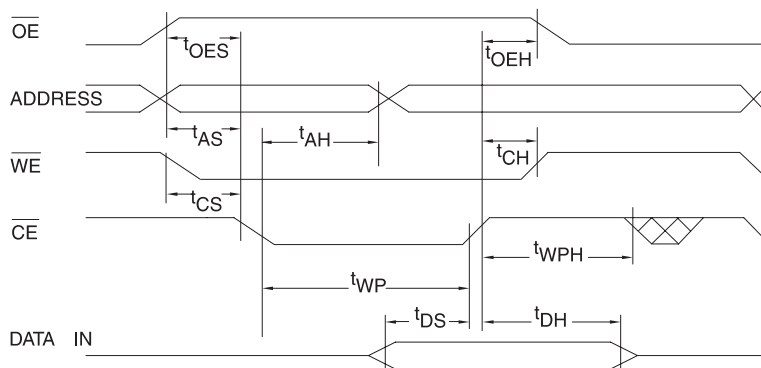 OE
tOES
tOEH
ADDRESS
tAS
tAH
tCH
WE
tCS
CE
tWPH
tWP
tDS
tDH
DATA IN